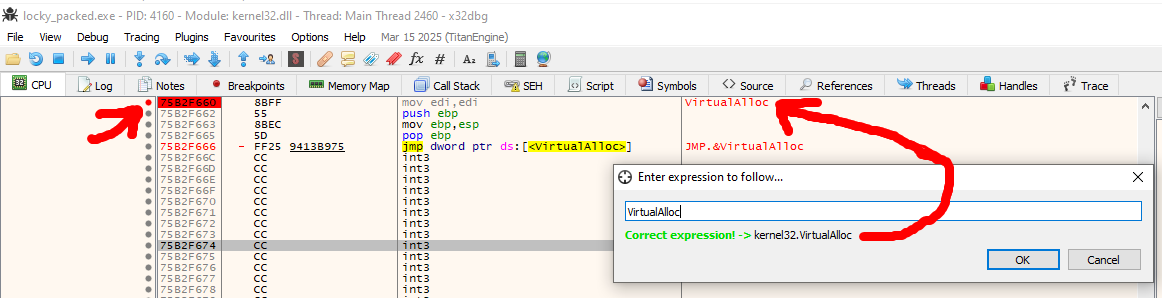 locky_packed.exe - PID: 4160 - Module: kernel32.dll - Thread: Main Thread 2460 - x32dbg
File View Debug Tracing Plugins Favourites Options Help Mar 15 2025 (TitanEngine)
CPU Log Notes Breakpoints Memory Map Call Stack SEH Script Symbols Source References Threads Handles Trace
75B2F660 8BFF mov edi,edi VirtualAlloc
75B2F662 55 push ebp
75B2F663 8BEC mov ebp,esp
75B2F665 5D pop ebp
75B2F666 - FF25 9413B975 jmp dword ptr ds:[<VirtualAlloc>] JMP.&VirtualAlloc
75B2F66C CC int3
75B2F66D CC int3
75B2F66E CC int3
75B2F66F CC int3
75B2F670 CC int3
75B2F671 CC int3
75B2F672 CC int3
75B2F673 CC int3
75B2F674 CC int3
75B2F675 CC int3
75B2F676 CC int3
75B2F677 CC int3
75B2F678 CC int3
Enter expression to follow...
VirtualAlloc
Correct expression! -> kernel32.VirtualAlloc
OK Cancel